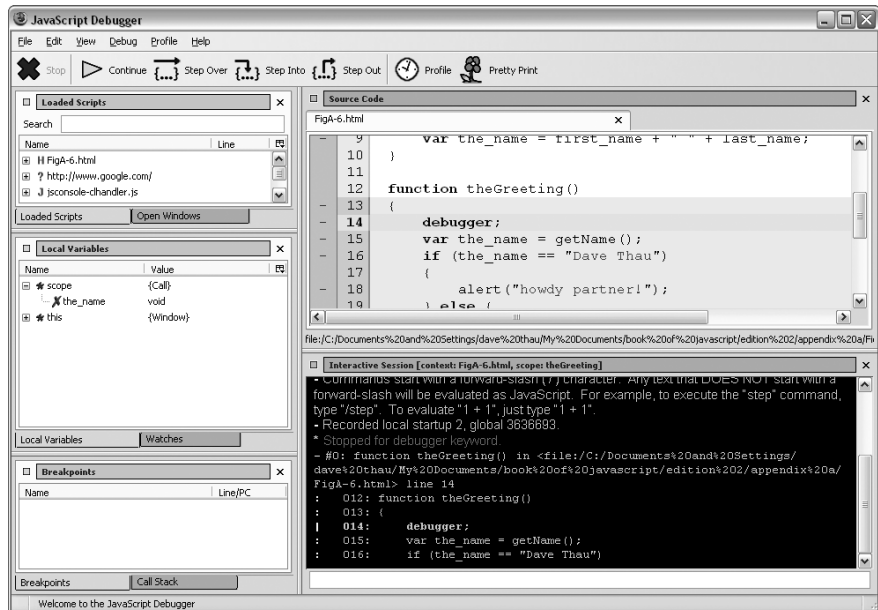 JavaScript Debugger
File Edit View Debug Profile Help
Stop Continue Step Over Step Into Step Out Profile Pretty Print
Loaded Scripts
Search
Name Line
H FigA-6.html
? http://www.google.com/
J jsconsole-clhandler.js
Loaded Scripts Open Windows
Local Variables
Name Value
scope {Call}
the_name void
this {Window}
Local Variables Watches
Breakpoints
Name Line/PC
Breakpoints Call Stack
Source Code
FigA-6.html
9 var the_name = first_name + " " + last_name;
10 }
11
12 function theGreeting()
13 {
14 debugger;
15 var the_name = getName();
16 if (the_name == "Dave Thau")
17 {
18 alert("howdy partner!");
19 } else {
file:/C:/Documents%20and%20Settings/dave%20thau/My%20Documents/book%20of%20javascript/edition%202/appendix%20a/Fi
Interactive Session [context: FigA-6.html, scope: theGreeting]
- Commands start with a forward-slash ('/') character. Any text that DOES NOT start with a
forward-slash will be evaluated as JavaScript. For example, to execute the "step" command,
type "/step". To evaluate "1 + 1", just type "1 + 1".
- Recorded local startup 2, global 3636693.
* Stopped for debugger keyword.
- #0: function theGreeting() in <file:/C:/Documents%20and%20Settings/
dave%20thau/My%20Documents/book%20of%20javascript/edition%202/appendix%20a/
FigA-6.html> line 14
: 012: function theGreeting()
: 013: {
| 014: debugger;
: 015: var the_name = getName();
: 016: if (the_name == "Dave Thau")
Welcome to the JavaScript Debugger